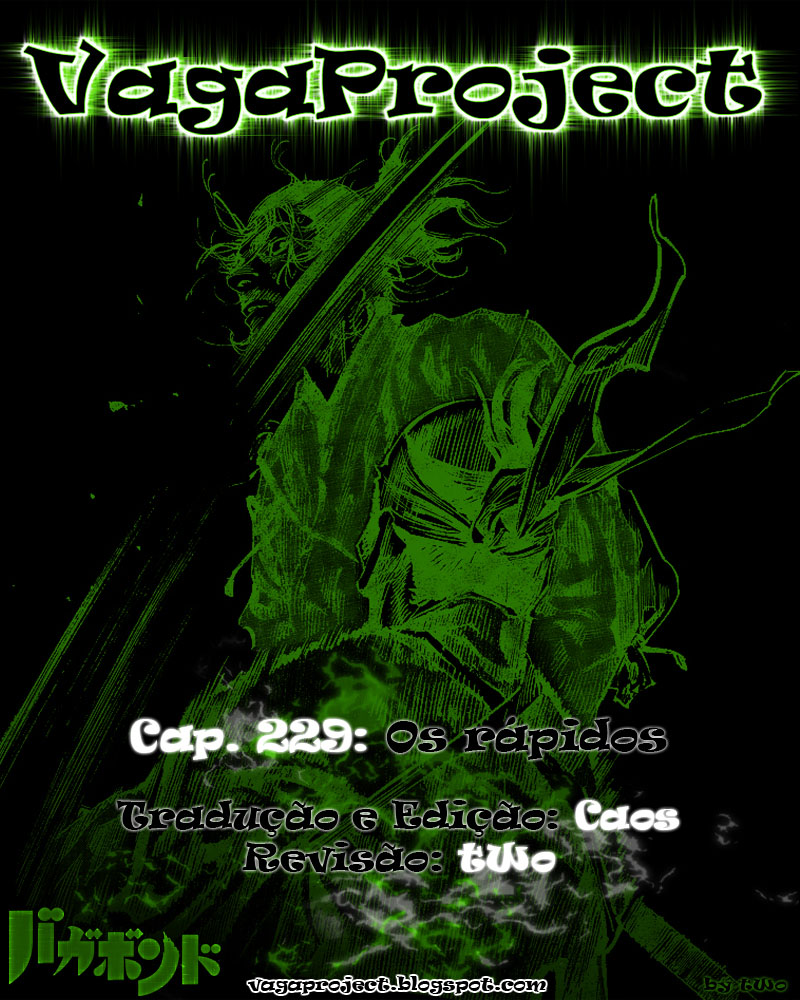 VagaProject
Cap. 229: Os rápidos
Tradução e Edição: Caos
Revisão: tWo
バガボンド
vagaproject.blogspot.com
by tWo